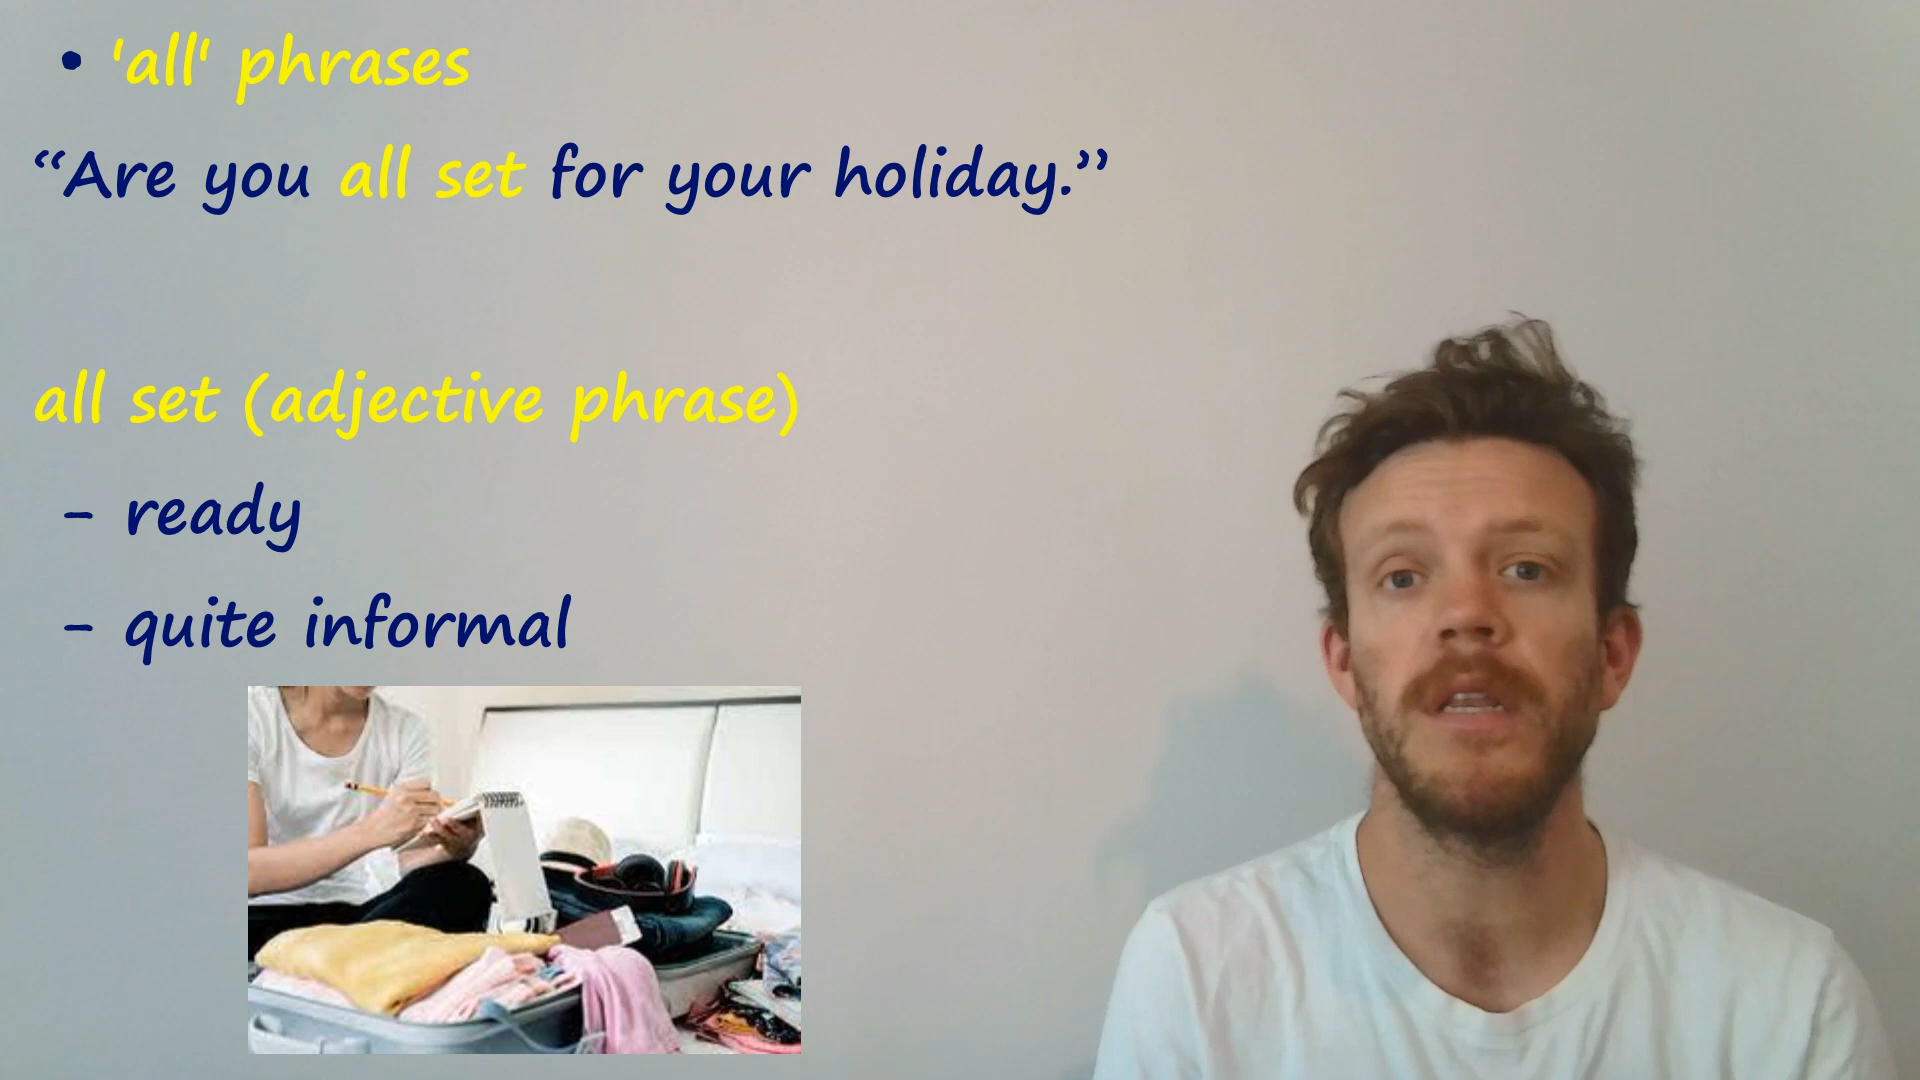 • 'all' phrases
“Are you all set for your holiday.”
all set (adjective phrase)
- ready
- quite informal